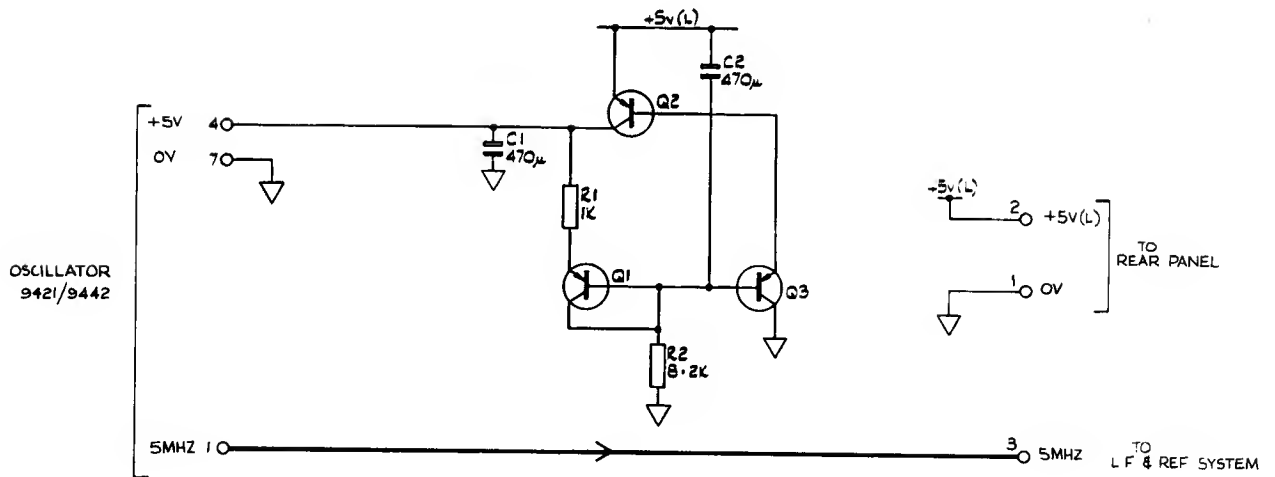 +5v(L)
C2
470µ
Q2
+5V 4
C1
470µ
0V 7
R1
1K
+5v(L)
2 +5v(L)
TO
REAR PANEL
OSCILLATOR
9421/9442
Q1
Q3
1 0V
R2
8·2K
5MHZ 1
3 5MHZ
TO
L F & REF SYSTEM